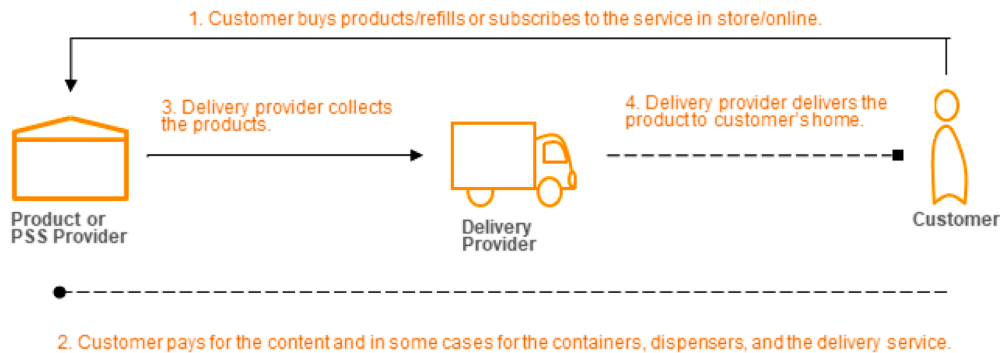 1. Customer buys products/refills or subscribes to the service in store/online.
3. Delivery provider collects
the products.
4. Delivery provider delivers the
product to customer's home.
Product or
PSS Provider
Delivery
Provider
Customer
2. Customer pays for the content and in some cases for the containers, dispensers, and the delivery service.